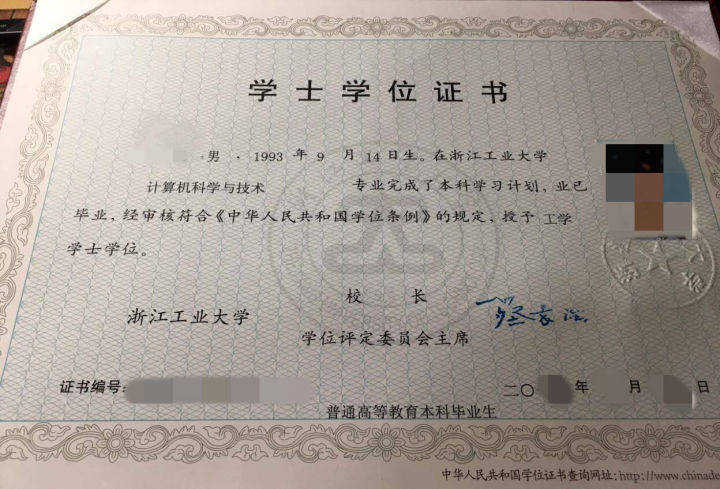 学士学位证书
男 ，1993 年 9 月 14 日生。在浙江工业大学
计算机科学与技术 专业完成了本科学习计划，业已
毕业，经审核符合《中华人民共和国学位条例》的规定，授予 工学
学士学位。
浙江工业大学
校 长
学位评定委员会主席
证书编号：
二〇 年 月 日
普通高等教育本科毕业生
中华人民共和国学位证书查询网址：http://www.chinade